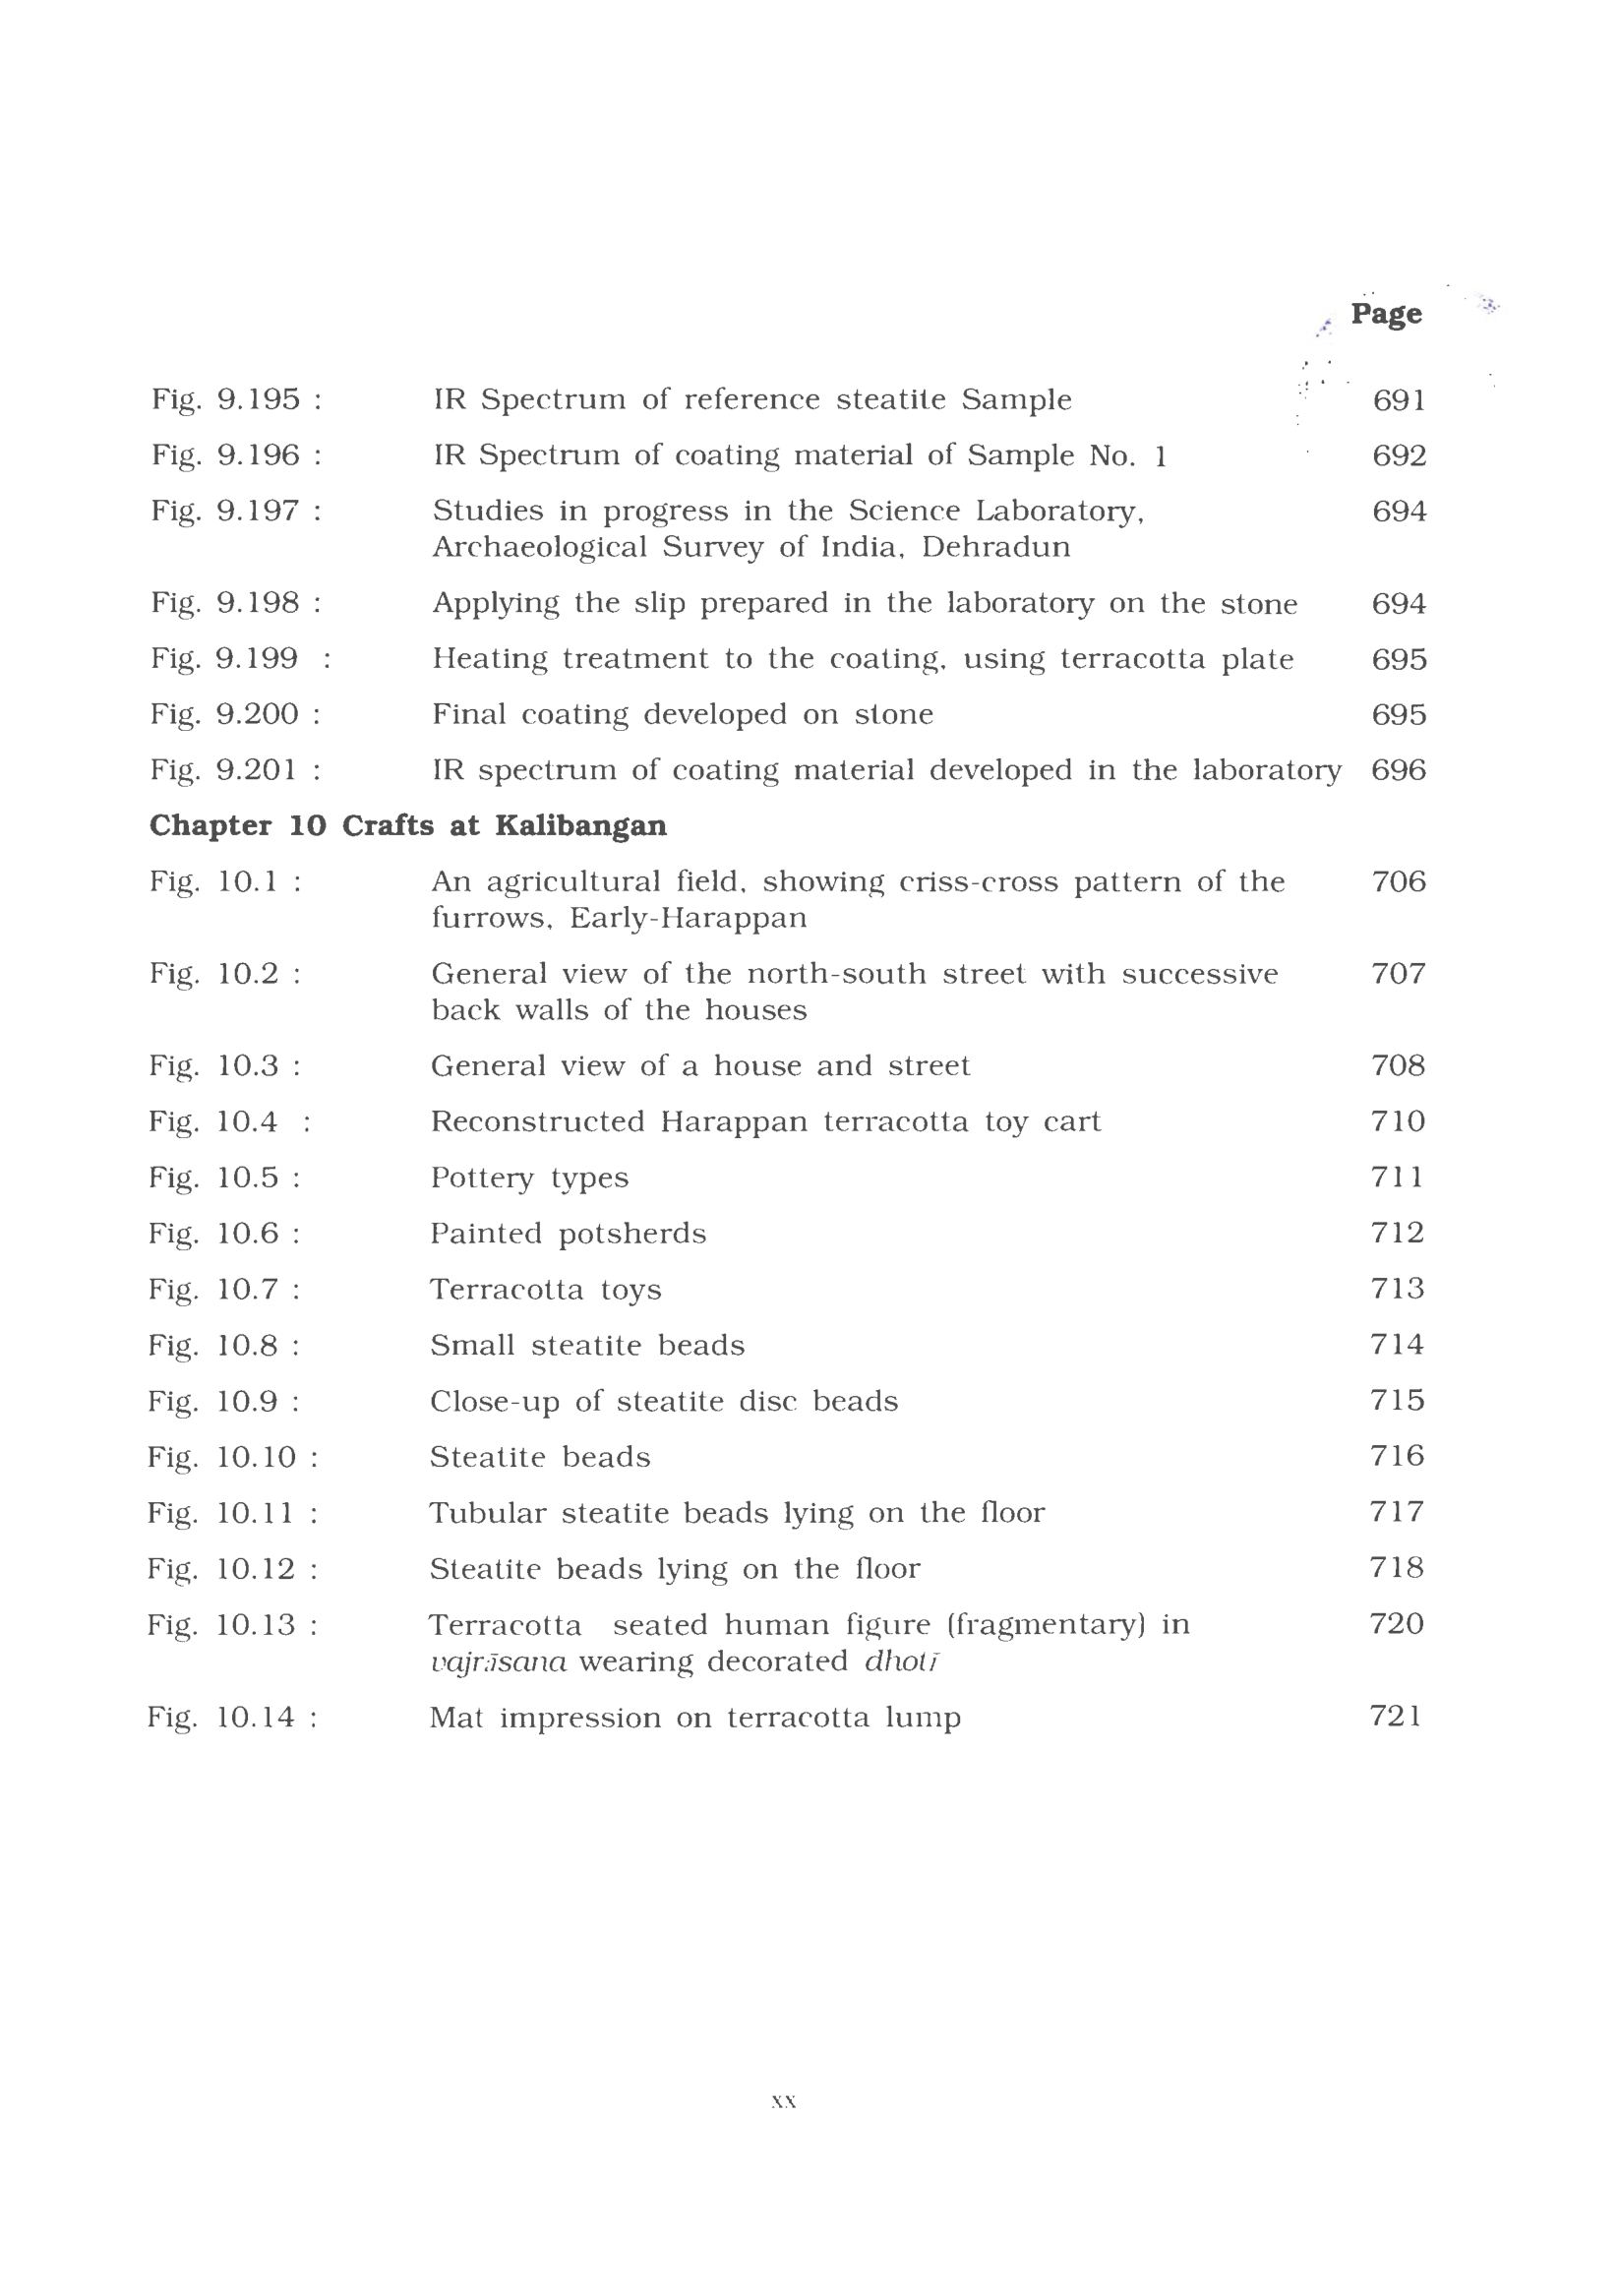 Page
Fig. 9.195 : IR Spectrum of reference steatite Sample 691
Fig. 9.196 : IR Spectrum of coating material of Sample No. 1 692
Fig. 9.197 : Studies in progress in the Science Laboratory, 694
Archaeological Survey of India, Dehradun
Fig. 9.198 : Applying the slip prepared in the laboratory on the stone 694
Fig. 9.199 : Heating treatment to the coating, using terracotta plate 695
Fig. 9.200 : Final coating developed on stone 695
Fig. 9.201 : IR spectrum of coating material developed in the laboratory 696
Chapter 10 Crafts at Kalibangan
Fig. 10.1 : An agricultural field, showing criss-cross pattern of the 706
furrows, Early-Harappan
Fig. 10.2 : General view of the north-south street with successive 707
back walls of the houses
Fig. 10.3 : General view of a house and street 708
Fig. 10.4 : Reconstructed Harappan terracotta toy cart 710
Fig. 10.5 : Pottery types 711
Fig. 10.6 : Painted potsherds 712
Fig. 10.7 : Terracotta toys 713
Fig. 10.8 : Small steatite beads 714
Fig. 10.9 : Close-up of steatite disc beads 715
Fig. 10.10 : Steatite beads 716
Fig. 10.11 : Tubular steatite beads lying on the floor 717
Fig. 10.12 : Steatite beads lying on the floor 718
Fig. 10.13 : Terracotta seated human figure (fragmentary) in 720
vajrāsana wearing decorated dhotī
Fig. 10.14 : Mat impression on terracotta lump 721
xx